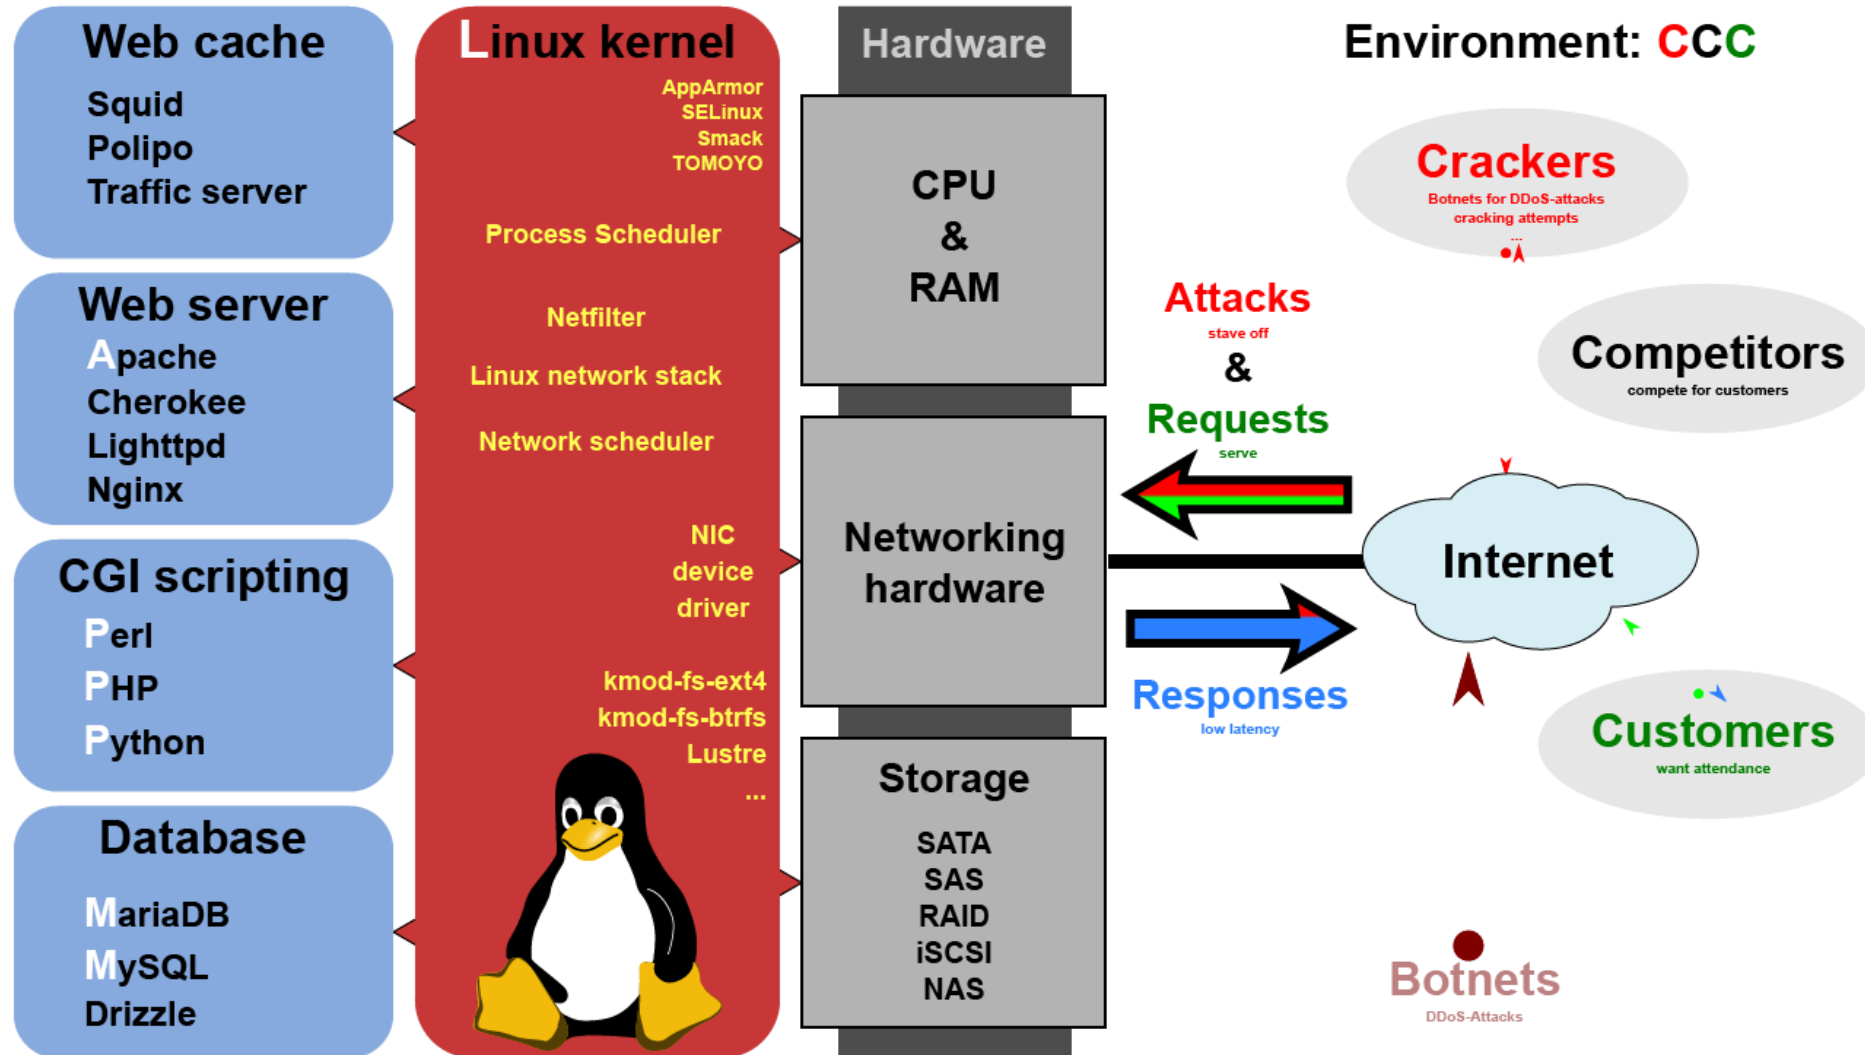 Web cache
Squid
Polipo
Traffic server
Web server
Apache
Cherokee
Lighttpd
Nginx
CGI scripting
Perl
PHP
Python
Database
MariaDB
MySQL
Drizzle
Linux kernel
AppArmor
SELinux
Smack
TOMOYO
Process Scheduler
Netfilter
Linux network stack
Network scheduler
NIC
device
driver
kmod-fs-ext4
kmod-fs-btrfs
Lustre
...
Hardware
CPU
&
RAM
Networking
hardware
Storage
SATA
SAS
RAID
iSCSI
NAS
Attacks
stave off
&
Requests
serve
Responses
low latency
Environment: CCC
Crackers
Botnets for DDoS-attacks
cracking attempts
...
Competitors
compete for customers
Internet
Customers
want attendance
Botnets
DDoS-Attacks